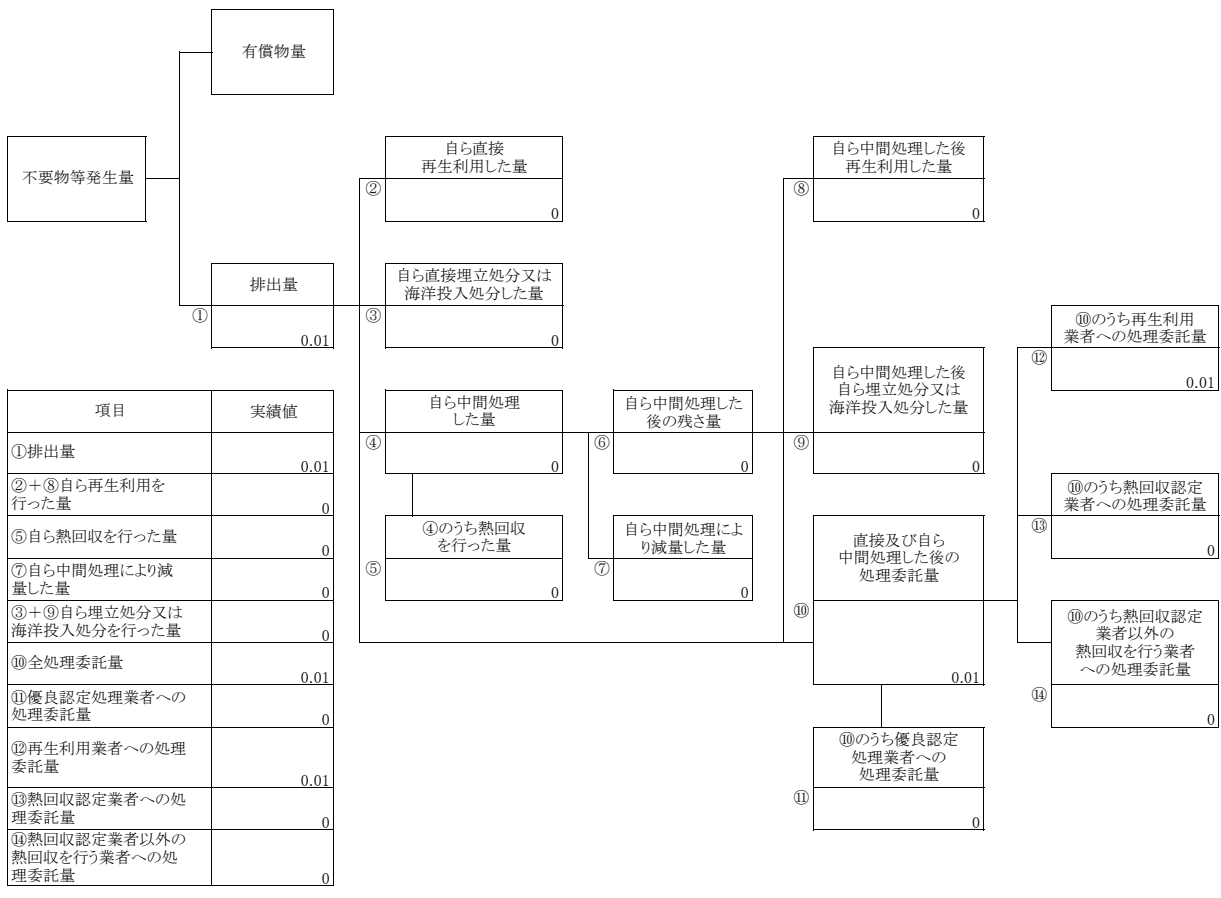 有償物量
不要物等発生量
自ら直接
再生利用した量
②
0
自ら中間処理した後
再生利用した量
⑧
0
排出量
①
0.01
自ら直接埋立処分又は
海洋投入処分した量
③
0
⑩のうち再生利用
業者への処理委託量
⑫
0.01
自ら中間処理
した量
④
0
自ら中間処理した
後の残さ量
⑥
0
自ら中間処理した後
自ら埋立処分又は
海洋投入処分した量
⑨
0
⑩のうち熱回収認定
業者への処理委託量
⑬
0
④のうち熱回収
を行った量
⑤
0
自ら中間処理によ
り減量した量
⑦
0
直接及び自ら
中間処理した後の
処理委託量
⑩
0.01
⑩のうち熱回収認定
業者以外の
熱回収を行う業者
への処理委託量
⑭
0
⑩のうち優良認定
処理業者への
処理委託量
⑪
0
項目 実績値
①排出量
0.01
②+⑧自ら再生利用を
行った量
0
⑤自ら熱回収を行った量
0
⑦自ら中間処理により減
量した量
0
③+⑨自ら埋立処分又は
海洋投入処分を行った量
0
⑩全処理委託量
0.01
⑪優良認定処理業者への
処理委託量
0
⑫再生利用業者への処理
委託量
0.01
⑬熱回収認定業者への処
理委託量
0
⑭熱回収認定業者以外の
熱回収を行う業者への処
理委託量
0